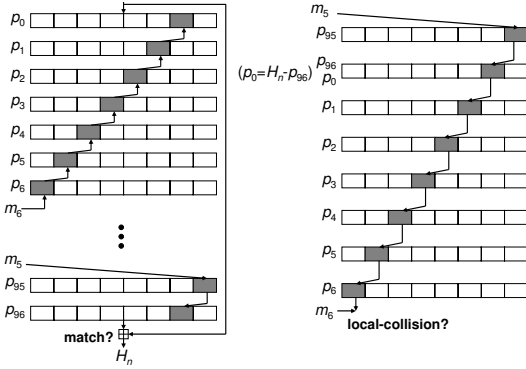 p0
p1
p2
p3
p4
p5
p6
m6
m5
p95
p96
match?
Hn
m5
p95
p96
p0
(p0=Hn-p96)
p1
p2
p3
p4
p5
p6
m6
local-collision?